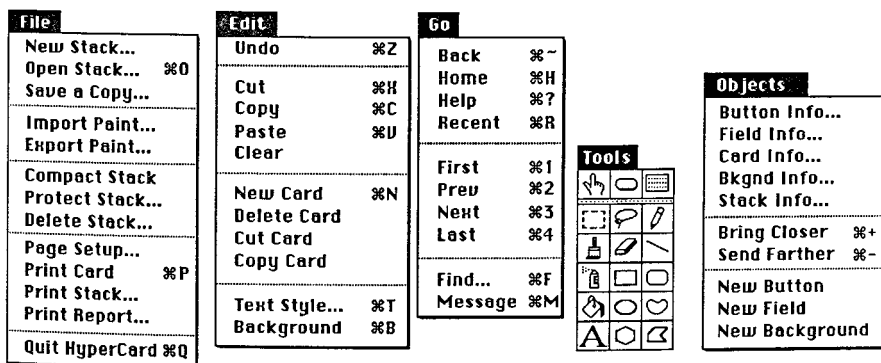 File
New Stack...
Open Stack... ⌘O
Save a Copy...
Import Paint...
Export Paint...
Compact Stack
Protect Stack...
Delete Stack...
Page Setup...
Print Card ⌘P
Print Stack...
Print Report...
Quit HyperCard ⌘Q
Edit
Undo ⌘Z
Cut ⌘X
Copy ⌘C
Paste ⌘V
Clear
New Card ⌘N
Delete Card
Cut Card
Copy Card
Text Style... ⌘T
Background ⌘B
Go
Back ⌘~
Home ⌘H
Help ⌘?
Recent ⌘R
First ⌘1
Prev ⌘2
Next ⌘3
Last ⌘4
Find... ⌘F
Message ⌘M
Tools
A
Objects
Button Info...
Field Info...
Card Info...
Bkgnd Info...
Stack Info...
Bring Closer ⌘+
Send Farther ⌘-
New Button
New Field
New Background